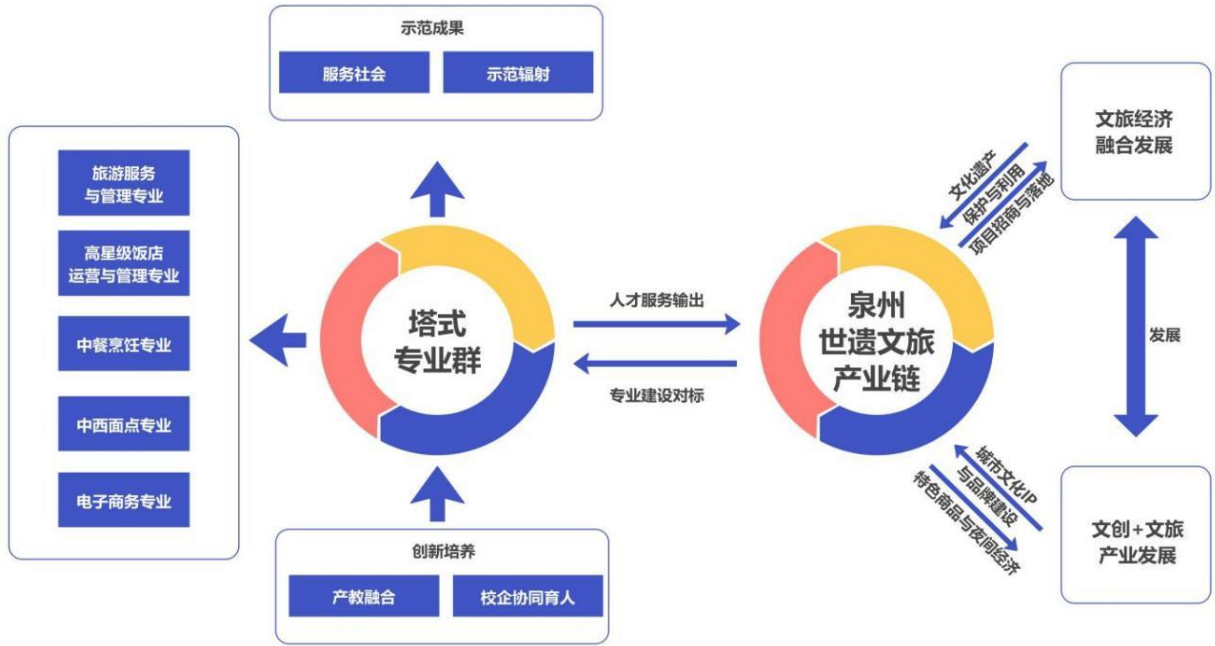 示范成果
服务社会
示范辐射
旅游服务
与管理专业
高星级饭店
运营与管理专业
中餐烹饪专业
中西面点专业
电子商务专业
塔式
专业群
创新培养
产教融合
校企协同育人
人才服务输出
专业建设对标
泉州
世遗文旅
产业链
文化遗产
保护与利用
项目招商与落地
文旅经济
融合发展
发展
城市文化IP
与品牌建设
特色商品与夜间经济
文创+文旅
产业发展